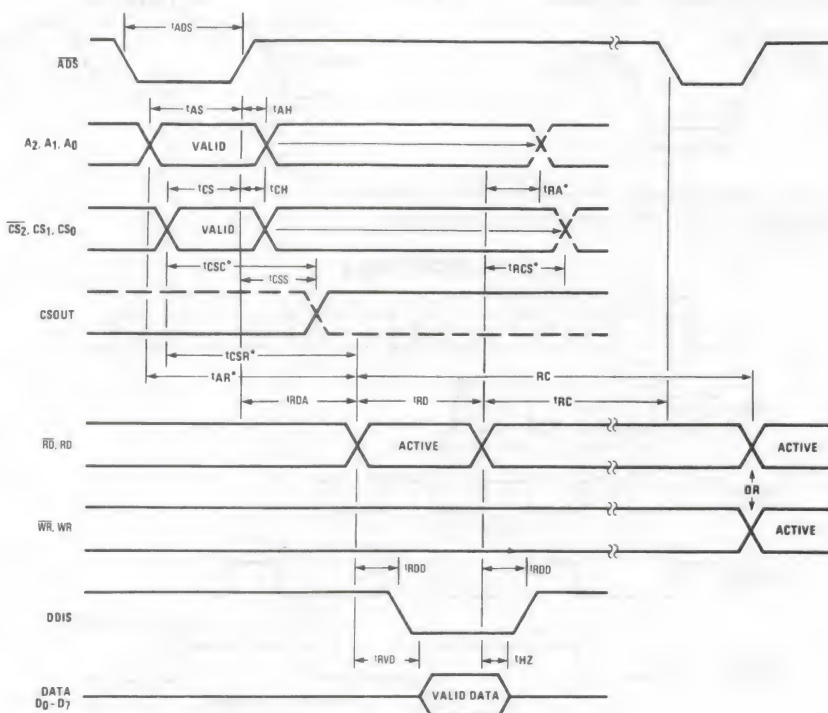 tADS
ADS
tAS tAH
A2, A1, A0 VALID
tCS tCH tRA*
CS2, CS1, CS0 VALID
tCSC* tRCS*
tCSS
CSOUT
tCSR*
tAR* RC
tRDA tRD tRC
RD, RD ACTIVE ACTIVE
OR
WR, WR ACTIVE
tRDD tRDD
DDIS
tRVD tHZ
DATA VALID DATA
D0-D7